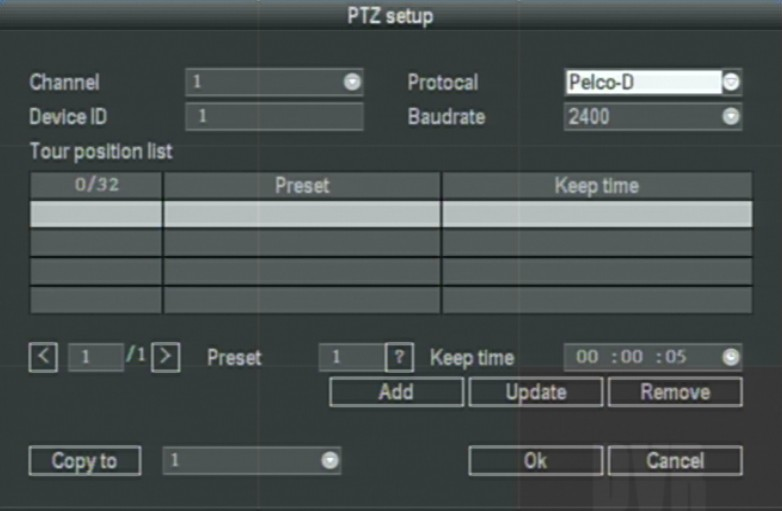 PTZ setup
Channel 1 Protocal Pelco-D
Device ID 1 Baudrate 2400
Tour position list
0/32 Preset Keep time
< 1 /1 > Preset 1 ? Keep time 00 :00 :05
Add Update Remove
Copy to 1 Ok Cancel